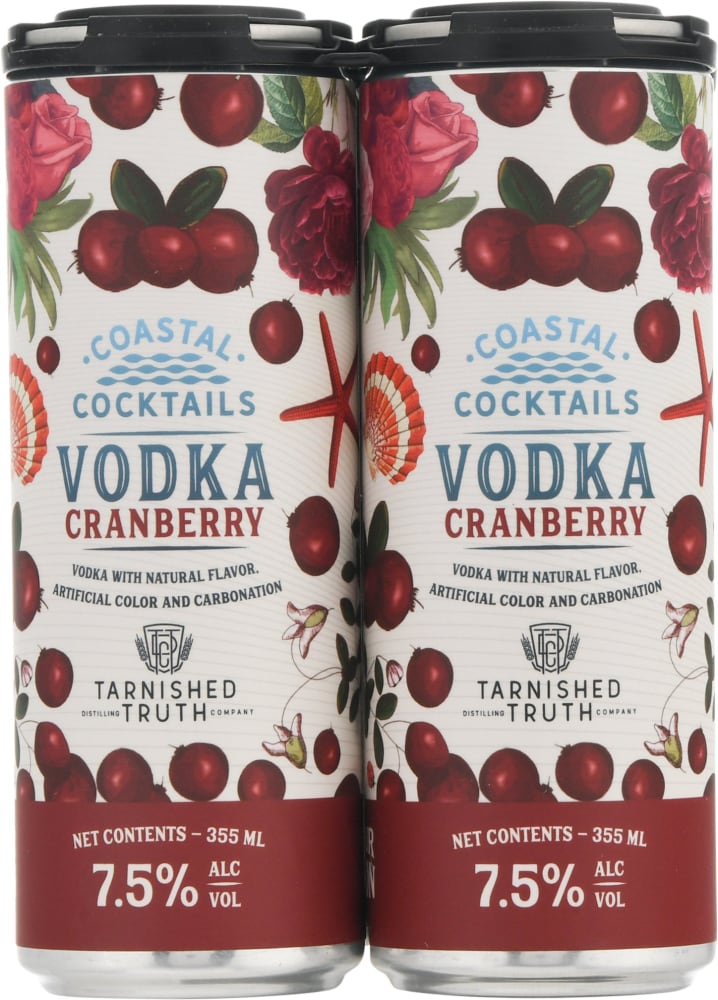 ·COASTAL·
COCKTAILS
VODKA
CRANBERRY
VODKA WITH NATURAL FLAVOR,
ARTIFICIAL COLOR AND CARBONATION
TARNISHED
DISTILLING TRUTH COMPANY
NET CONTENTS – 355 ML
7.5% ALC
VOL
·COASTAL·
COCKTAILS
VODKA
CRANBERRY
VODKA WITH NATURAL FLAVOR,
ARTIFICIAL COLOR AND CARBONATION
TARNISHED
DISTILLING TRUTH COMPANY
NET CONTENTS – 355 ML
7.5% ALC
VOL